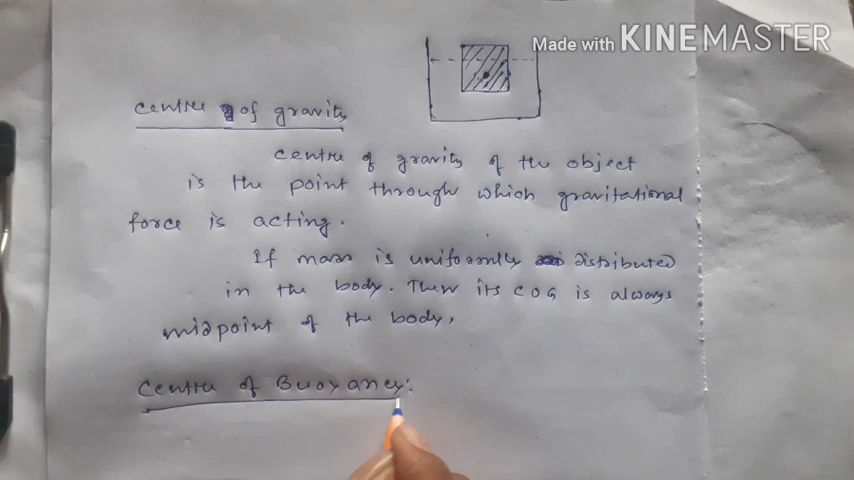 Made with KINEMASTER
Centre of gravity
Centre of gravity of the object
is the point through which gravitational
force is acting.
If mass is uniformly distributed
in the body. Then its COG is always
midpoint of the body.
Centre of Buoyancy: